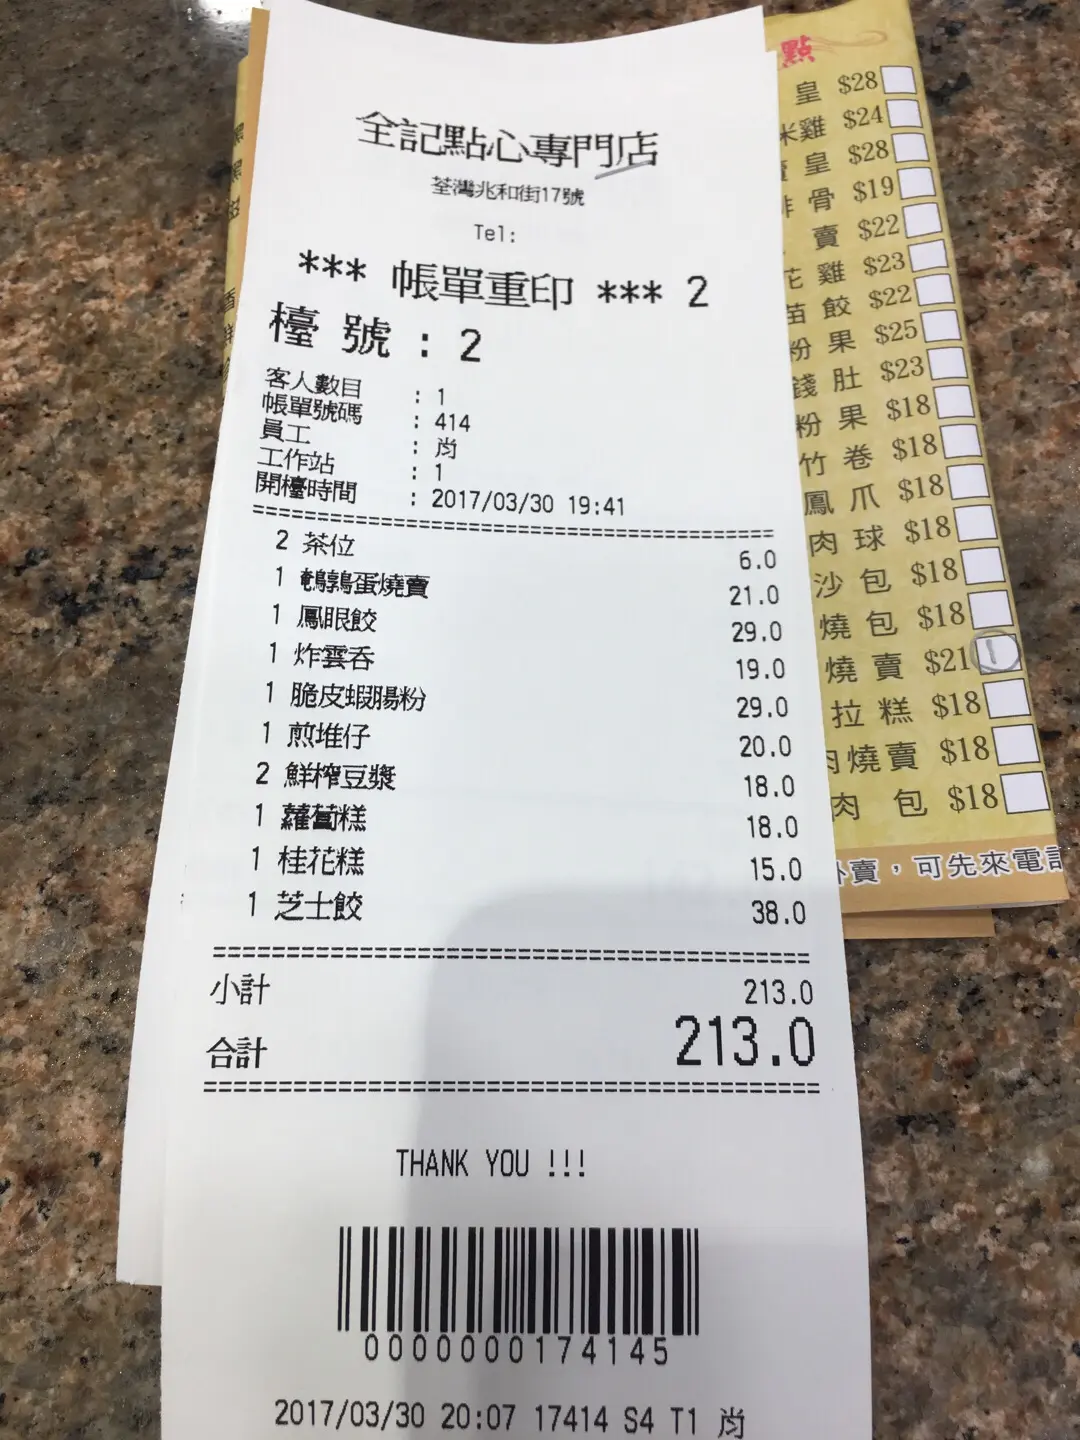 全記點心專門店
荃灣兆和街17號
Tel:
*** 帳單重印 *** 2
檯號 : 2
客人數目 : 1
帳單號碼 : 414
員工 : 尚
工作站 : 1
開檯時間 : 2017/03/30 19:41
2 茶位 6.0
1 鵪鶉蛋燒賣 21.0
1 鳳眼餃 29.0
1 炸雲吞 19.0
1 脆皮蝦腸粉 29.0
1 煎堆仔 20.0
2 鮮榨豆漿 18.0
1 蘿蔔糕 18.0
1 桂花糕 15.0
1 芝士餃 38.0
小計 213.0
合計 213.0
THANK YOU !!!
0000000174145
2017/03/30 20:07 17414 S4 T1 尚
點
皇 $28
米雞 $24
皇 $28
骨 $19
賣 $22
花雞 $23
苗餃 $22
粉果 $25
錢肚 $23
粉果 $18
竹卷 $18
鳳爪 $18
肉球 $18
沙包 $18
燒包 $18
燒賣 $21 1
拉糕 $18
肉燒賣 $18
肉包 $18
外賣，可先來電